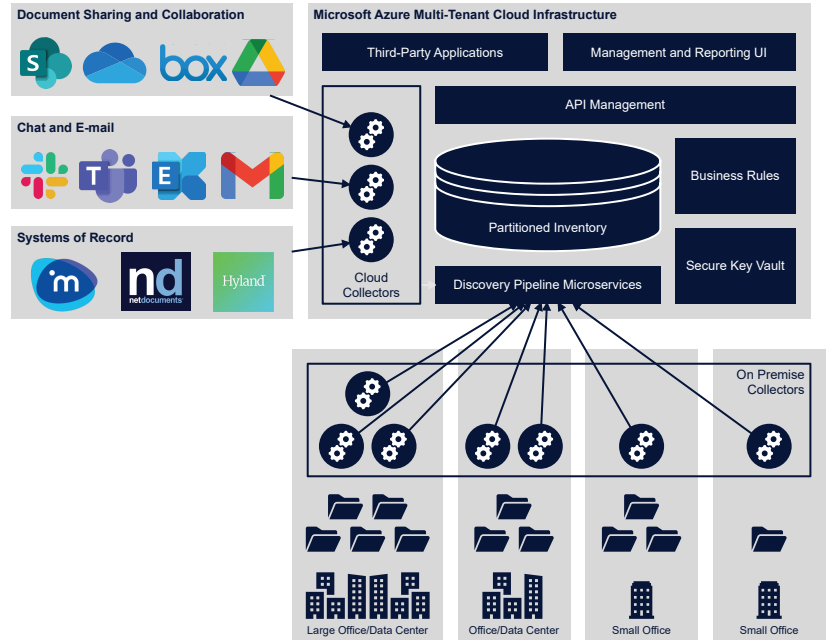 Document Sharing and Collaboration
S
box
Chat and E-mail
T
E
Systems of Record
im
nd
netdocuments
Hyland
Microsoft Azure Multi-Tenant Cloud Infrastructure
Third-Party Applications
Management and Reporting UI
API Management
Partitioned Inventory
Business Rules
Secure Key Vault
Cloud
Collectors
Discovery Pipeline Microservices
On Premise
Collectors
Large Office/Data Center
Office/Data Center
Small Office
Small Office